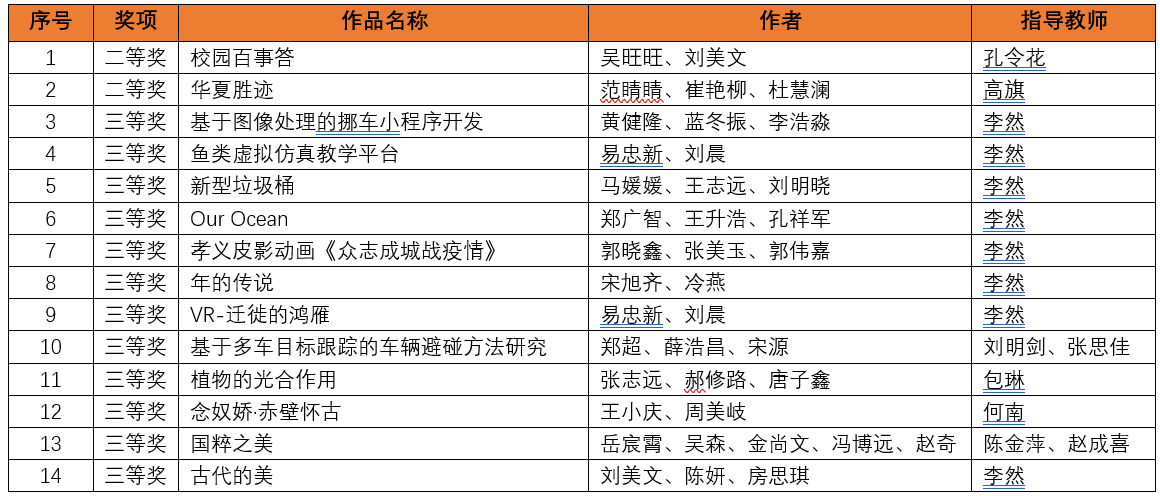 序号 奖项 作品名称 作者 指导教师
1 二等奖 校园百事答 吴旺旺、刘美文 孔令花
2 二等奖 华夏胜迹 范睛睛、崔艳柳、杜慧澜 高旗
3 三等奖 基于图像处理的挪车小程序开发 黄健隆、蓝冬振、李浩淼 李然
4 三等奖 鱼类虚拟仿真教学平台 易忠新、刘晨 李然
5 三等奖 新型垃圾桶 马媛媛、王志远、刘明晓 李然
6 三等奖 Our Ocean 郑广智、王升浩、孔祥军 李然
7 三等奖 孝义皮影动画《众志成城战疫情》 郭晓鑫、张美玉、郭伟嘉 李然
8 三等奖 年的传说 宋旭齐、冷燕 李然
9 三等奖 VR-迁徙的鸿雁 易忠新、刘晨 李然
10 三等奖 基于多车目标跟踪的车辆避碰方法研究 郑超、薛浩昌、宋源 刘明剑、张思佳
11 三等奖 植物的光合作用 张志远、郝修路、唐子鑫 包琳
12 三等奖 念奴娇·赤壁怀古 王小庆、周美岐 何南
13 三等奖 国粹之美 岳宸霄、吴森、金尚文、冯博远、赵奇 陈金萍、赵成喜
14 三等奖 古代的美 刘美文、陈妍、房思琪 李然